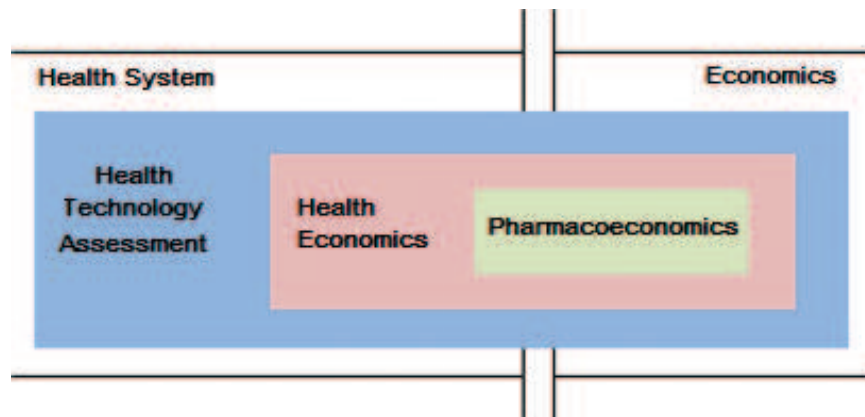 Health System
Economics
Health
Technology
Assessment
Health
Economics
Pharmacoeconomics